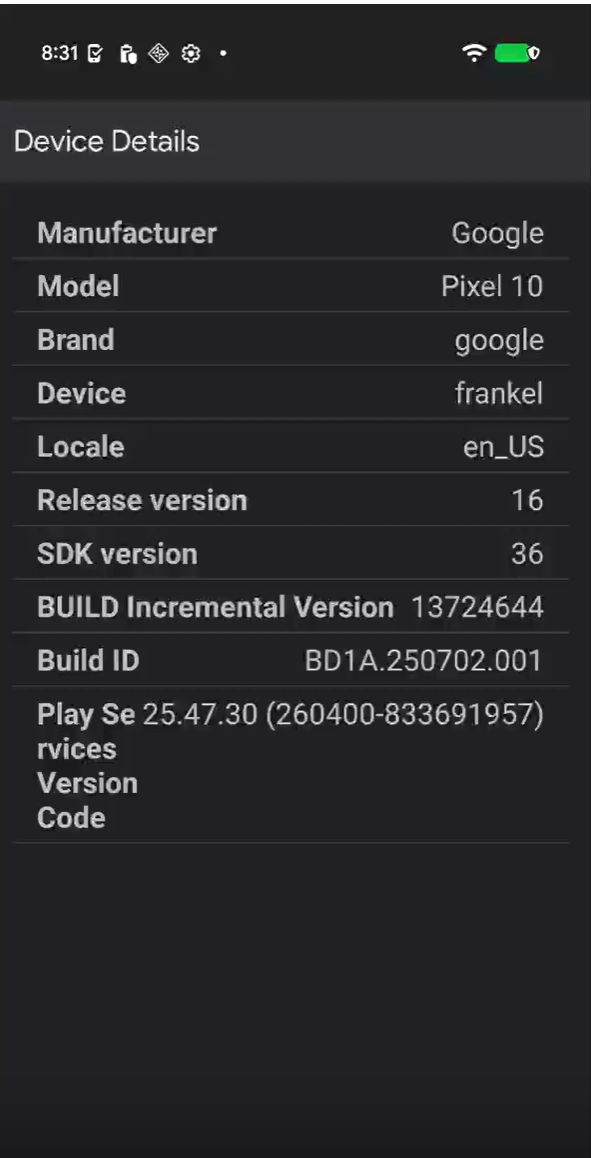 8:31
Device Details
Manufacturer Google
Model Pixel 10
Brand google
Device frankel
Locale en_US
Release version 16
SDK version 36
BUILD Incremental Version 13724644
Build ID BD1A.250702.001
Play Se 25.47.30 (260400-833691957)
rvices
Version
Code